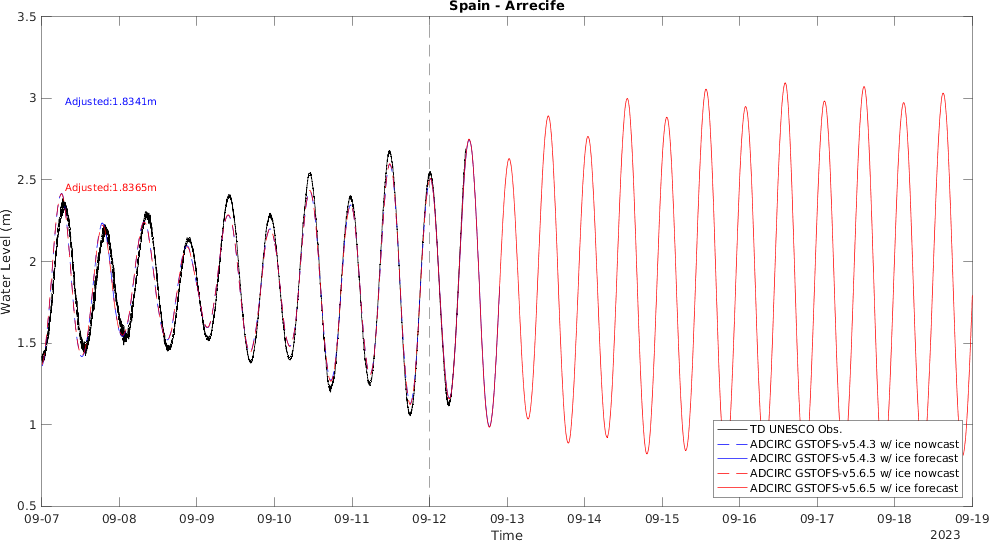 Spain - Arrecife
3.5
3
2.5
2
1.5
1
0.5
Water Level (m)
Adjusted:1.8341m
Adjusted:1.8365m
TD UNESCO Obs.
ADCIRC GSTOFS-v5.4.3 w/ ice nowcast
ADCIRC GSTOFS-v5.4.3 w/ ice forecast
ADCIRC GSTOFS-v5.6.5 w/ ice nowcast
ADCIRC GSTOFS-v5.6.5 w/ ice forecast
09-07 09-08 09-09 09-10 09-11 09-12 09-13 09-14 09-15 09-16 09-17 09-18 09-19
Time
2023